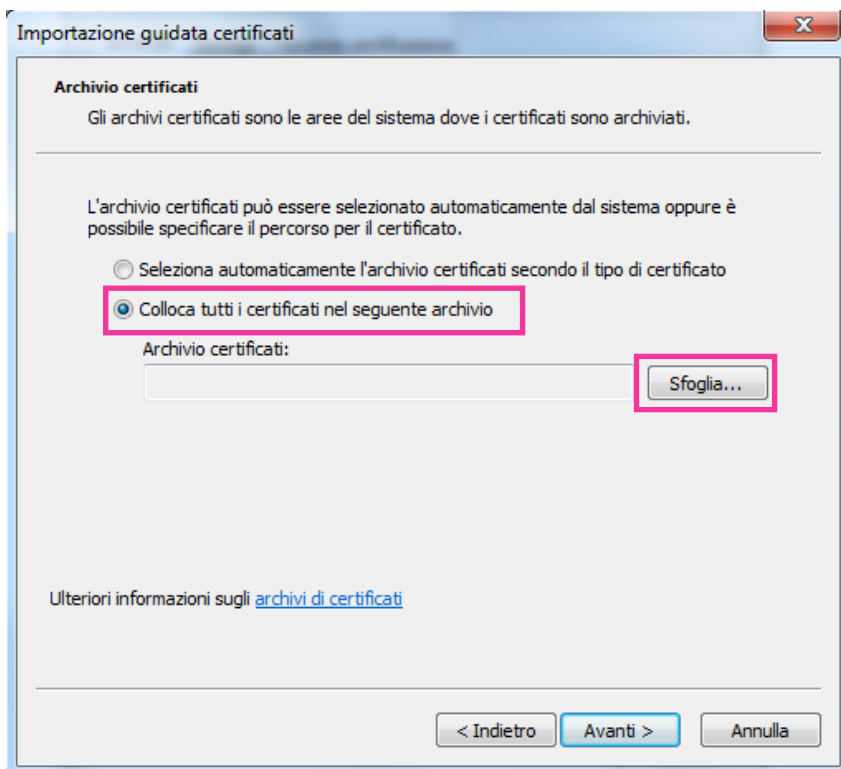 Importazione guidata certificati
Archivio certificati
Gli archivi certificati sono le aree del sistema dove i certificati sono archiviati.
L'archivio certificati può essere selezionato automaticamente dal sistema oppure è
possibile specificare il percorso per il certificato.
Seleziona automaticamente l'archivio certificati secondo il tipo di certificato
Colloca tutti i certificati nel seguente archivio
Archivio certificati:
Sfoglia...
Ulteriori informazioni sugli archivi di certificati
< Indietro
Avanti >
Annulla